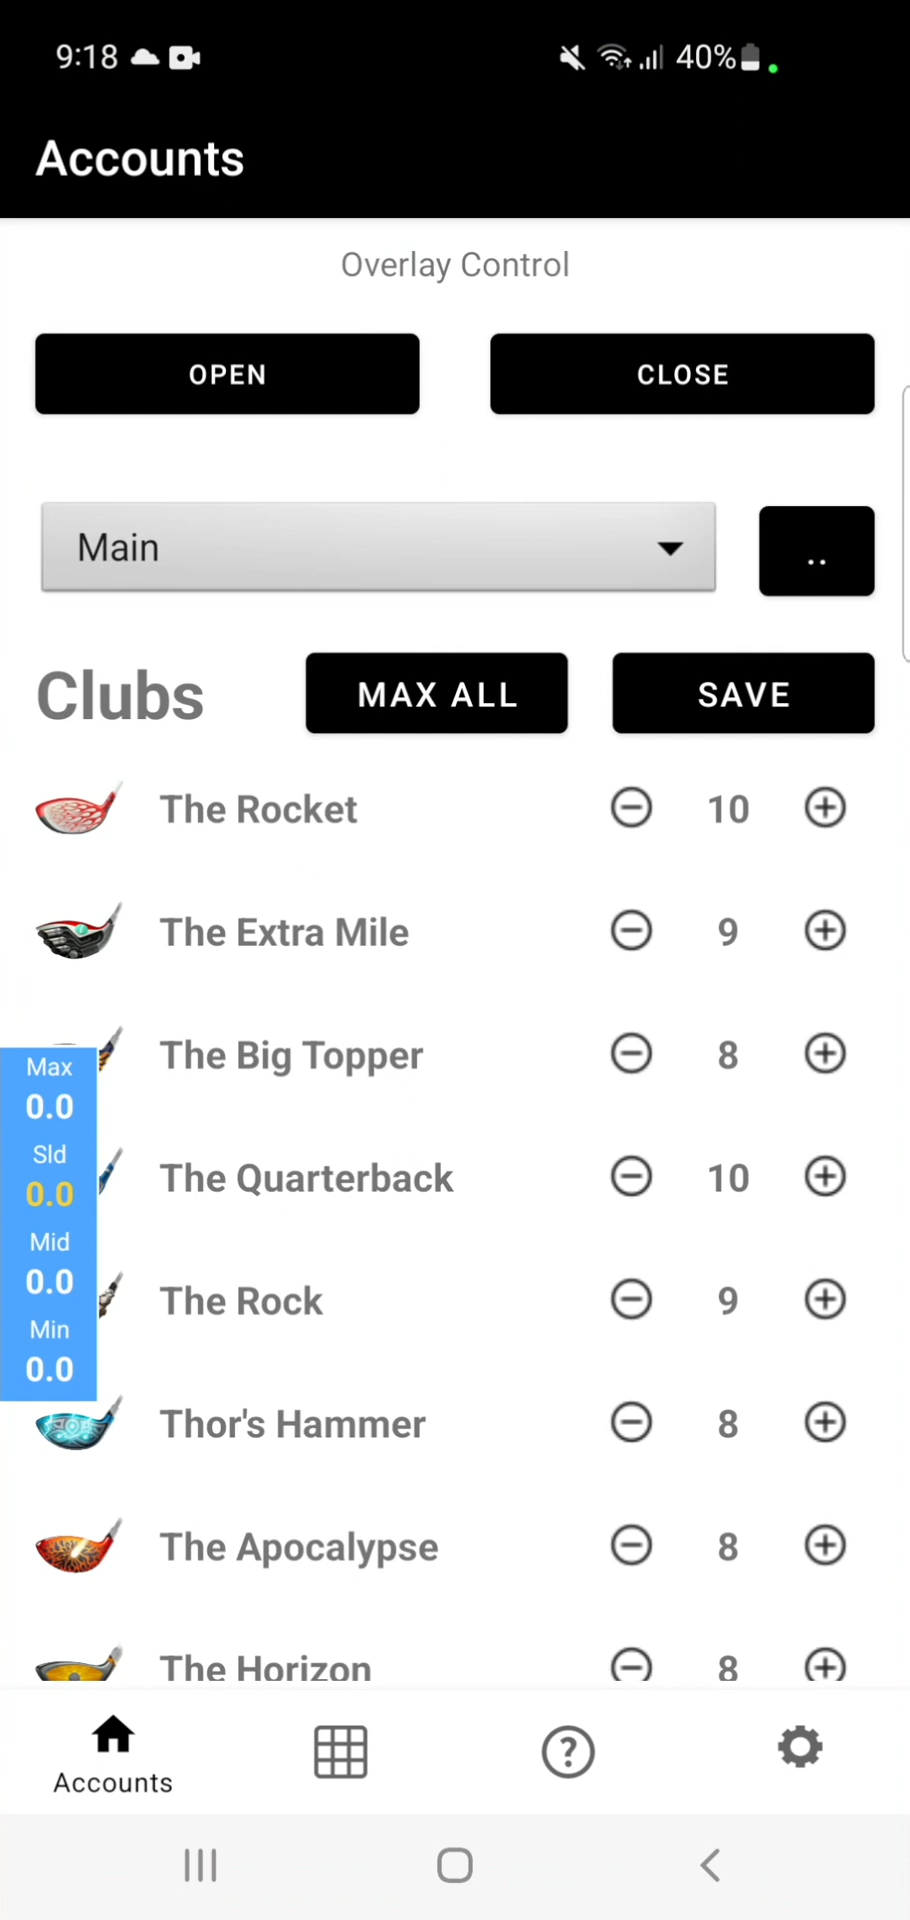 9:18 40%
Accounts
Overlay Control
OPEN CLOSE
Main ..
Clubs MAX ALL SAVE
The Rocket 10
The Extra Mile 9
The Big Topper 8
Max
0.0
The Quarterback 10
Sld
0.0
Mid
0.0
The Rock 9
Min
0.0
Thor's Hammer 8
The Apocalypse 8
The Horizon 8
Accounts